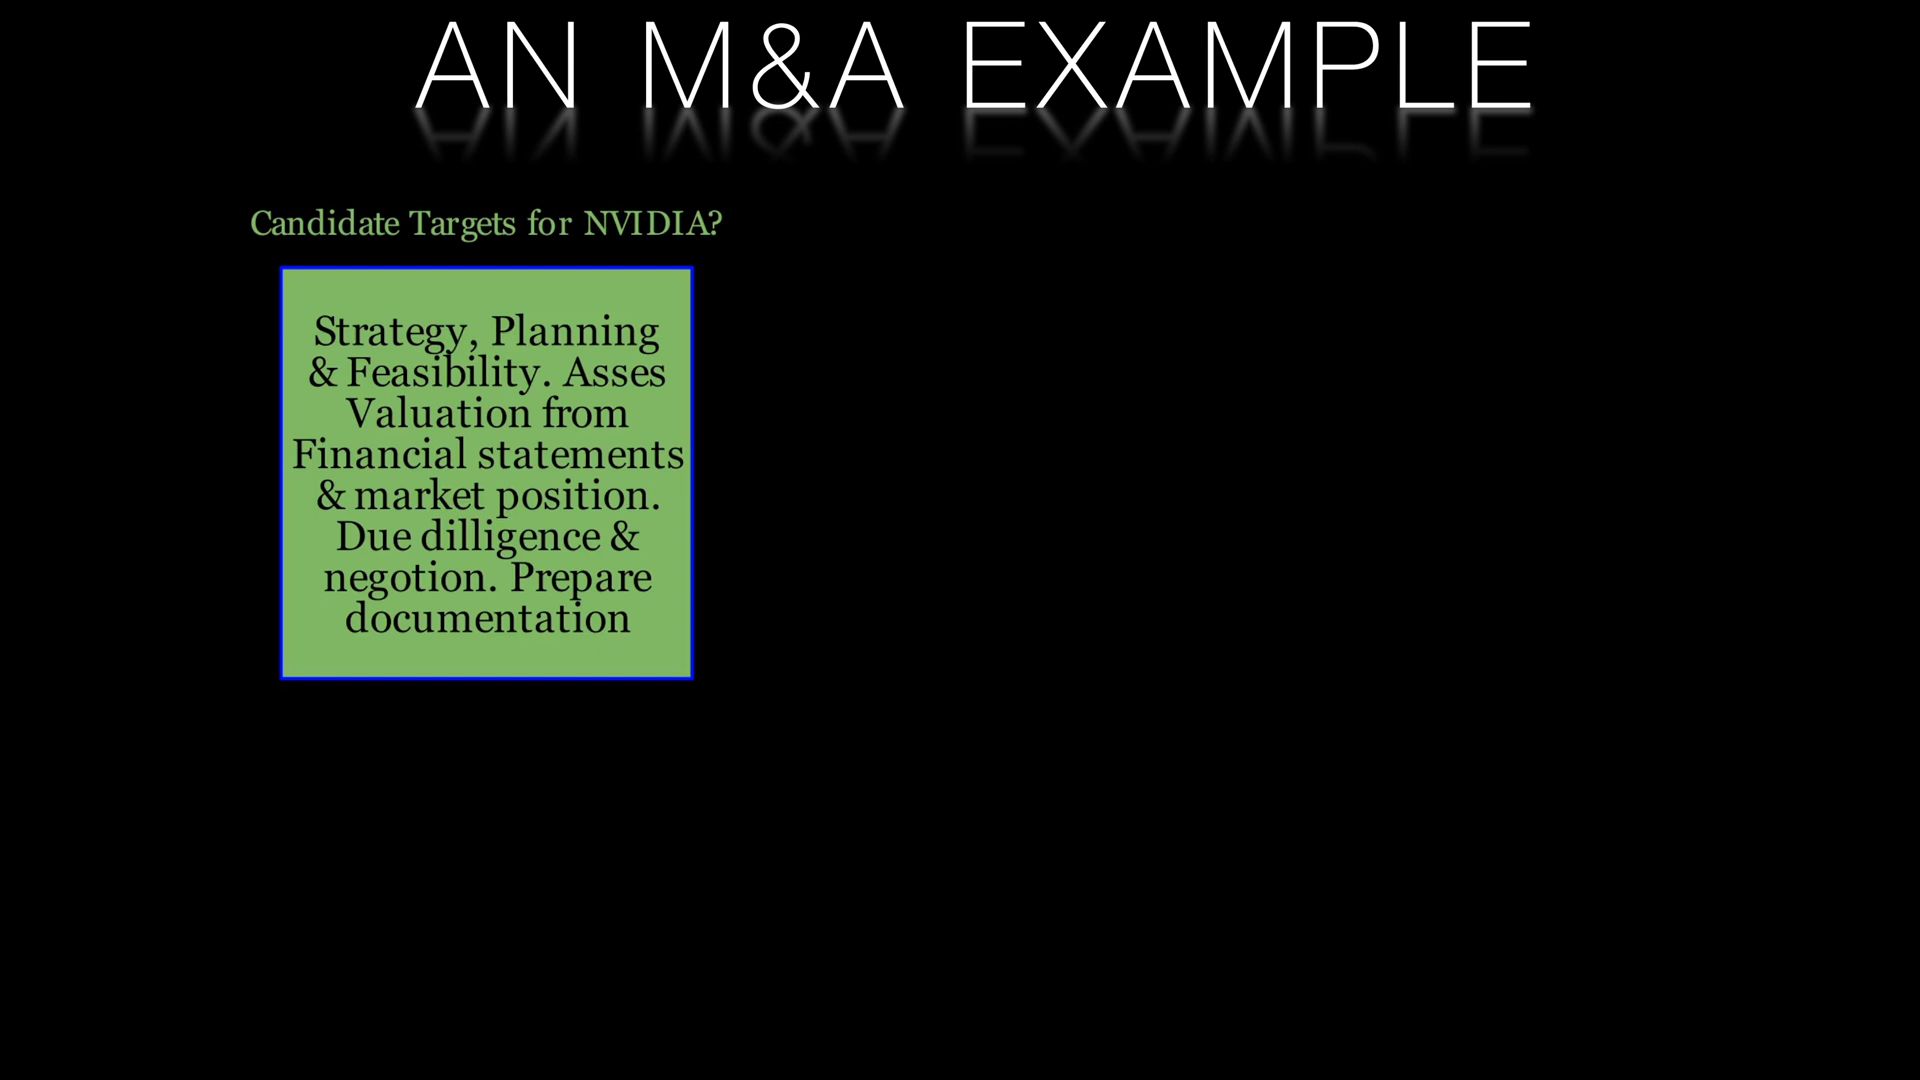 AN M&A EXAMPLE
Candidate Targets for NVIDIA?
Strategy, Planning
& Feasibility. Asses
Valuation from
Financial statements
& market position.
Due dilligence &
negotion. Prepare
documentation